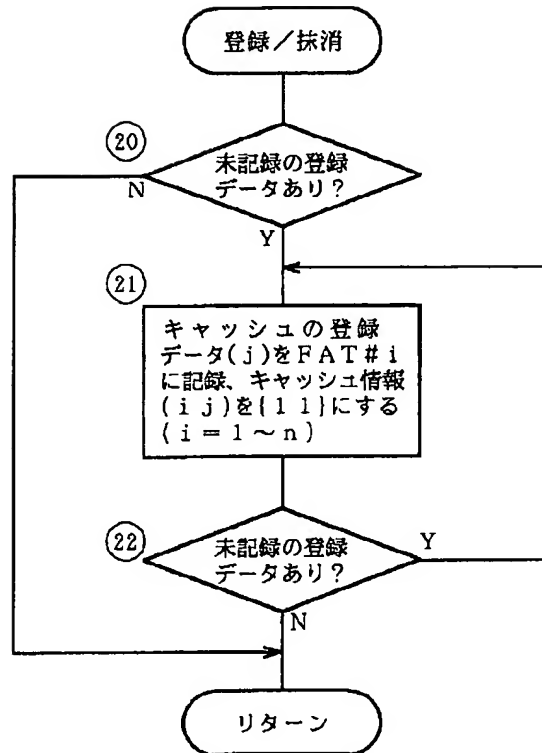 登録／抹消
20
未記録の登録
データあり？
N
Y
21
キャッシュの登録
データ(j)をFAT#i
に記録、キャッシュ情報
(ij)を{11}にする
(i=1～n)
22
未記録の登録
データあり？
Y
N
リターン